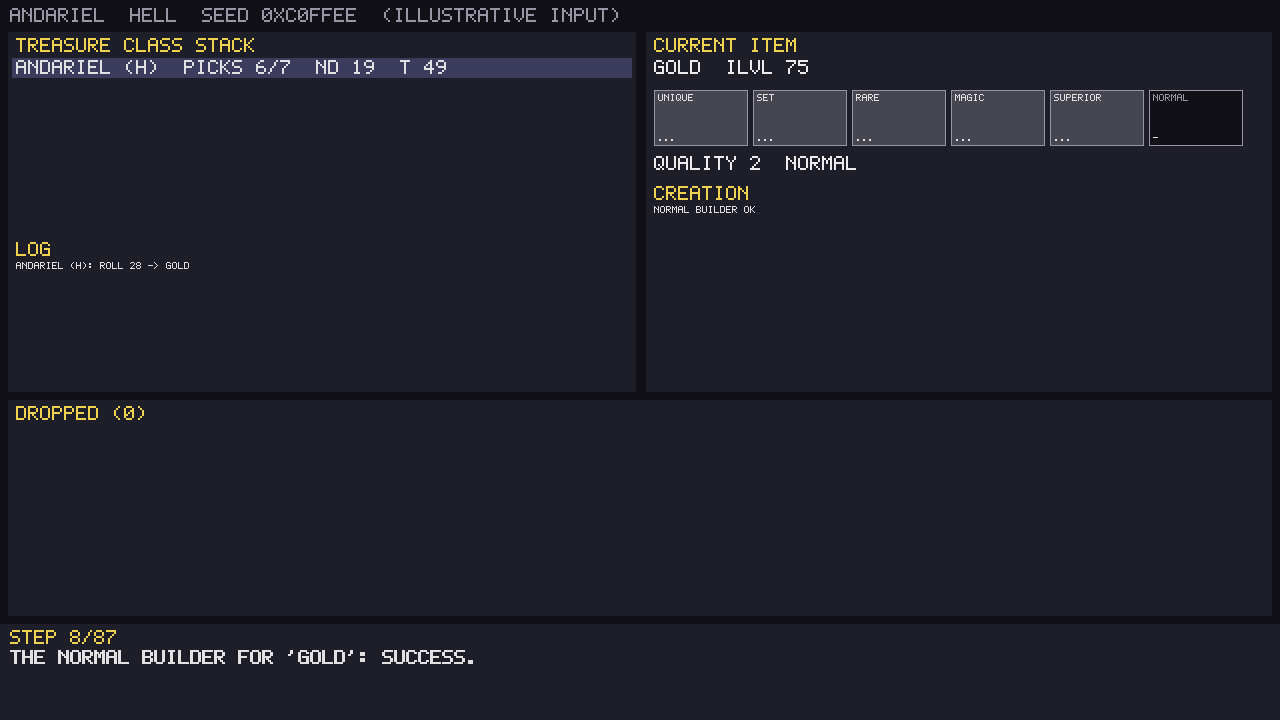 ANDARIEL HELL SEED 0XC0FFEE (ILLUSTRATIVE INPUT)
TREASURE CLASS STACK
ANDARIEL (H) PICKS 6/7 ND 19 T 49
LOG
ANDARIEL (H): ROLL 28 -> GOLD
CURRENT ITEM
GOLD ILVL 75
UNIQUE SET RARE MAGIC SUPERIOR NORMAL
... ... ... ... ... –
QUALITY 2 NORMAL
CREATION
NORMAL BUILDER OK
DROPPED (0)
STEP 8/87
THE NORMAL BUILDER FOR 'GOLD': SUCCESS.